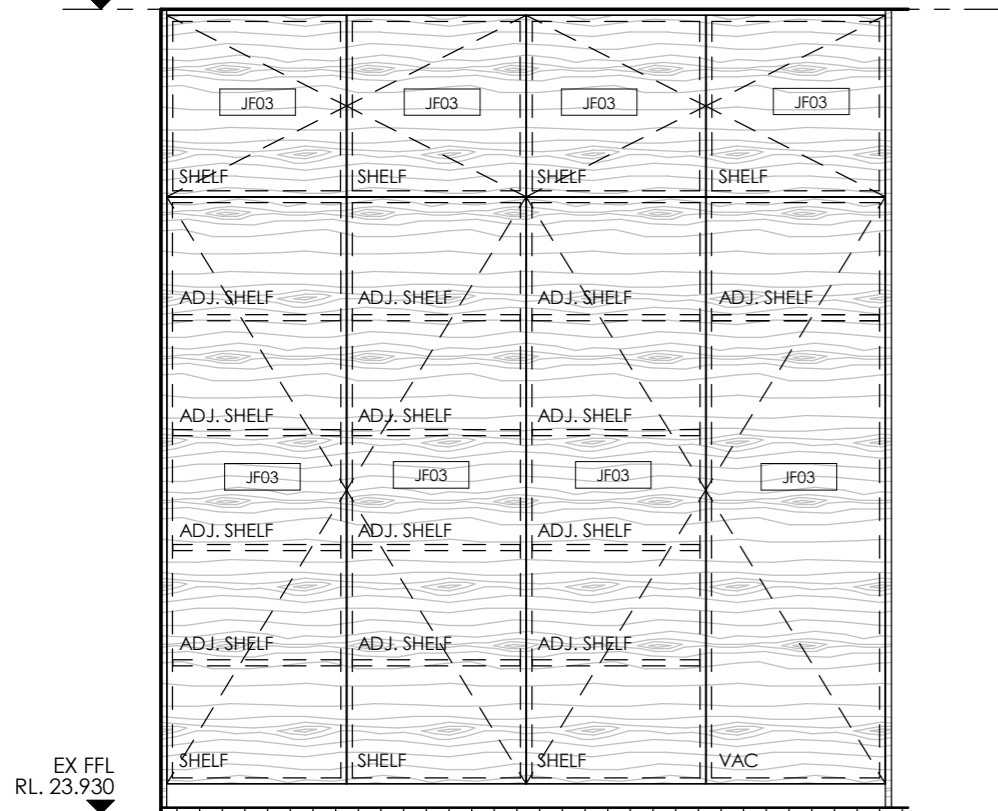 JF03 JF03 JF03 JF03
SHELF SHELF SHELF SHELF
ADJ. SHELF ADJ. SHELF ADJ. SHELF ADJ. SHELF
ADJ. SHELF ADJ. SHELF ADJ. SHELF
JF03 JF03 JF03 JF03
ADJ. SHELF ADJ. SHELF ADJ. SHELF
ADJ. SHELF ADJ. SHELF ADJ. SHELF
SHELF SHELF SHELF VAC
EX FFL
RL. 23.930